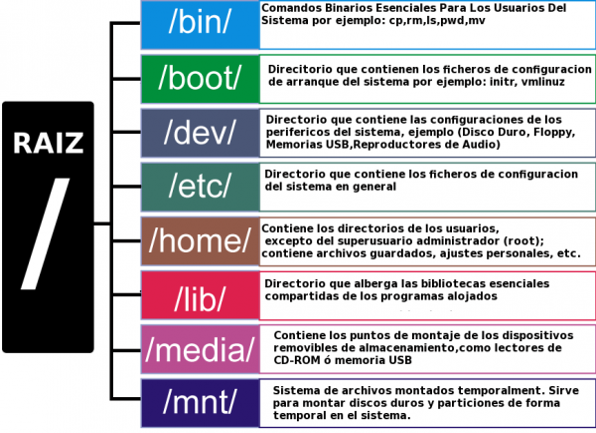 RAIZ
/
/bin/
Comandos Binarios Esenciales Para Los Usuarios Del
Sistema por ejemplo: cp,rm,ls,pwd,mv
/boot/
Direcitorio que contienen los ficheros de configuracion
de arranque del sistema por ejemplo: initr, vmlinuz
/dev/
Directorio que contiene las configuraciones de los
perifericos del sistema, ejemplo (Disco Duro, Floppy,
Memorias USB,Reproductores de Audio)
/etc/
Directorio que contiene los ficheros de configuracion
del sistema en general
/home/
Contiene los directorios de los usuarios,
excepto del superusuario administrador (root);
contiene archivos guardados, ajustes personales, etc.
/lib/
Directorio que alberga las bibliotecas esenciales
compartidas de los programas alojados
/media/
Contiene los puntos de montaje de los dispositivos
removibles de almacenamiento,como lectores de
CD-ROM ó memoria USB
/mnt/
Sistema de archivos montados temporalment. Sirve
para montar discos duros y particiones de forma
temporal en el sistema.